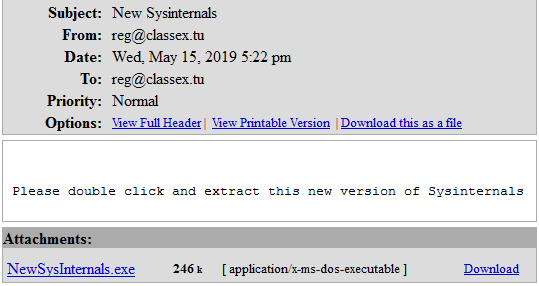 Subject: New Sysinternals
From: reg@classex.tu
Date: Wed, May 15, 2019 5:22 pm
To: reg@classex.tu
Priority: Normal
Options: View Full Header | View Printable Version | Download this as a file
Please double click and extract this new version of Sysinternals
Attachments:
NewSysInternals.exe 246 k [ application/x-ms-dos-executable ] Download